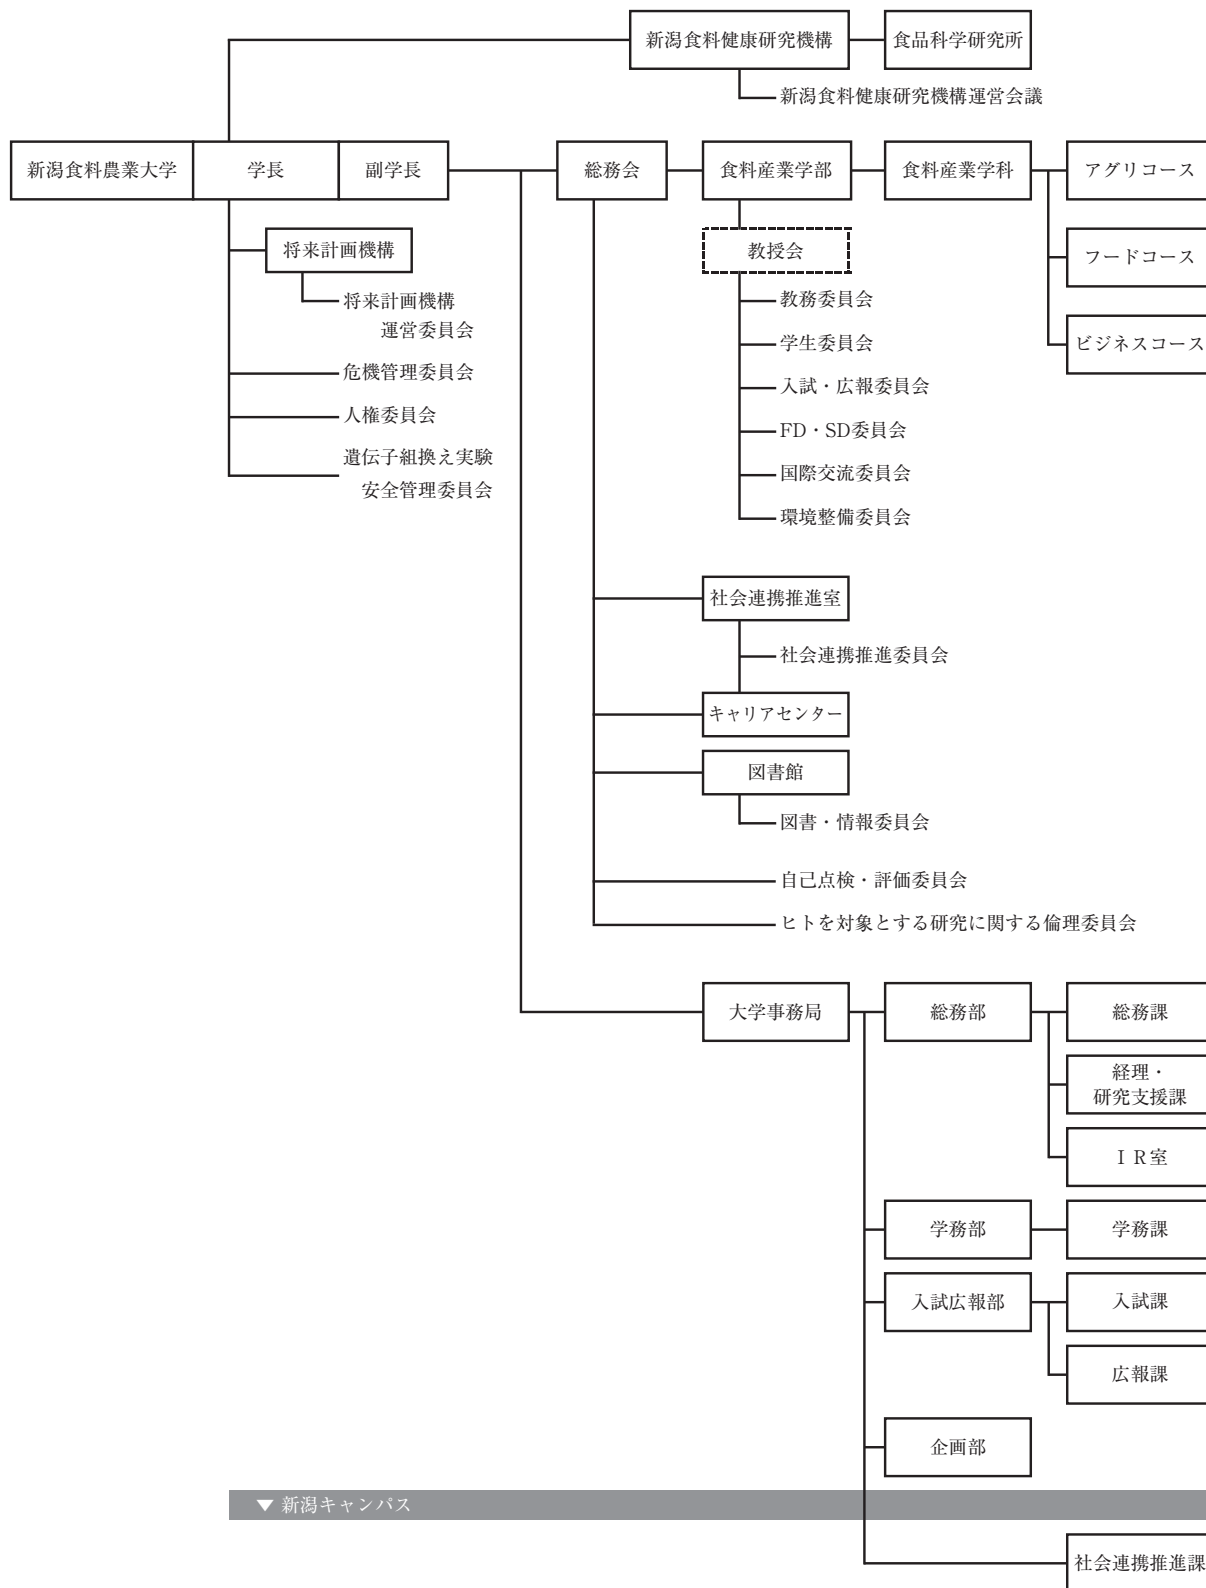 新潟食料健康研究機構
食品科学研究所
新潟食料健康研究機構運営会議
新潟食料農業大学
学長
副学長
総務会
食料産業学部
食料産業学科
アグリコース
フードコース
ビジネスコース
将来計画機構
将来計画機構
運営委員会
危機管理委員会
人権委員会
遺伝子組換え実験
安全管理委員会
教授会
教務委員会
学生委員会
入試・広報委員会
FD・SD委員会
国際交流委員会
環境整備委員会
社会連携推進室
社会連携推進委員会
キャリアセンター
図書館
図書・情報委員会
自己点検・評価委員会
ヒトを対象とする研究に関する倫理委員会
大学事務局
総務部
総務課
経理・
研究支援課
ＩＲ室
学務部
学務課
入試広報部
入試課
広報課
企画部
▼ 新潟キャンパス
社会連携推進課